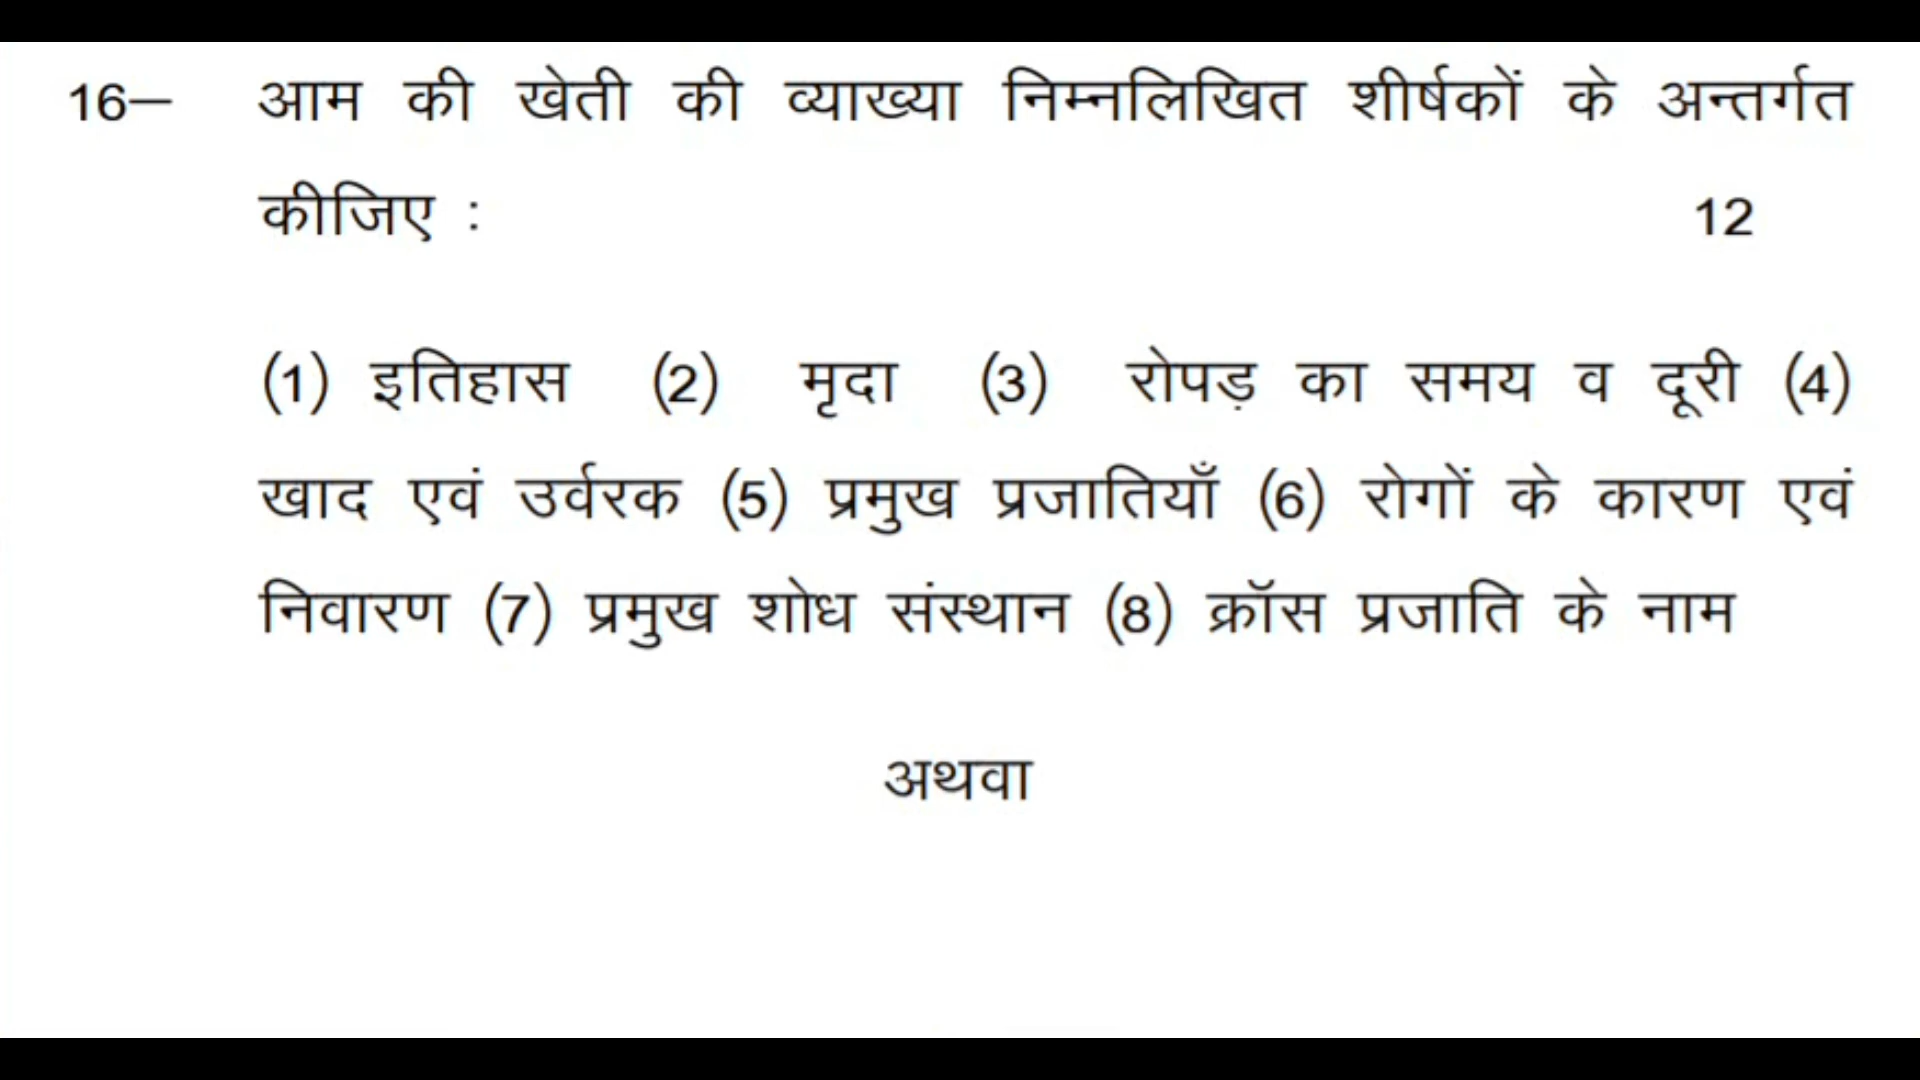 16– आम की खेती की व्याख्या निम्नलिखित शीर्षकों के अन्तर्गत
कीजिए : 12
(1) इतिहास (2) मृदा (3) रोपड़ का समय व दूरी (4)
खाद एवं उर्वरक (5) प्रमुख प्रजातियाँ (6) रोगों के कारण एवं
निवारण (7) प्रमुख शोध संस्थान (8) क्रॉस प्रजाति के नाम
अथवा